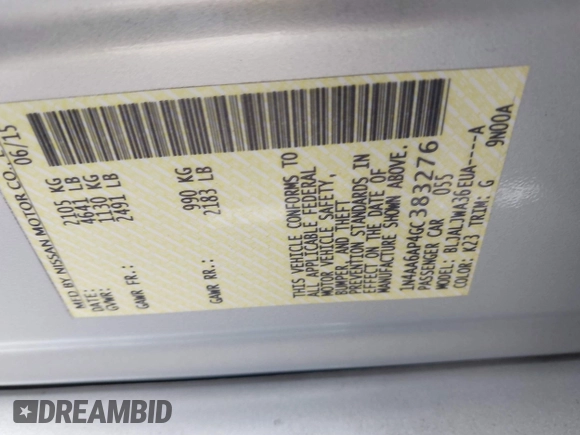 MFD BY NISSAN MOTOR CO.
DATE: 06/15
GVWR: 2105 KG
4641 LB
GAWR FR.: 1130 KG
2491 LB
GAWR RR.: 990 KG
2183 LB
THIS VEHICLE CONFORMS TO
ALL APPLICABLE FEDERAL
MOTOR VEHICLE SAFETY,
BUMPER, AND THEFT
PREVENTION STANDARDS IN
EFFECT ON THE DATE OF
MANUFACTURE SHOWN ABOVE.
1N4AA6AP4GC383276
PASSENGER CAR 055
MODEL: BLJALJWA36EUA-----A
COLOR: K23 TRIM: G 9N00A
DREAMBID